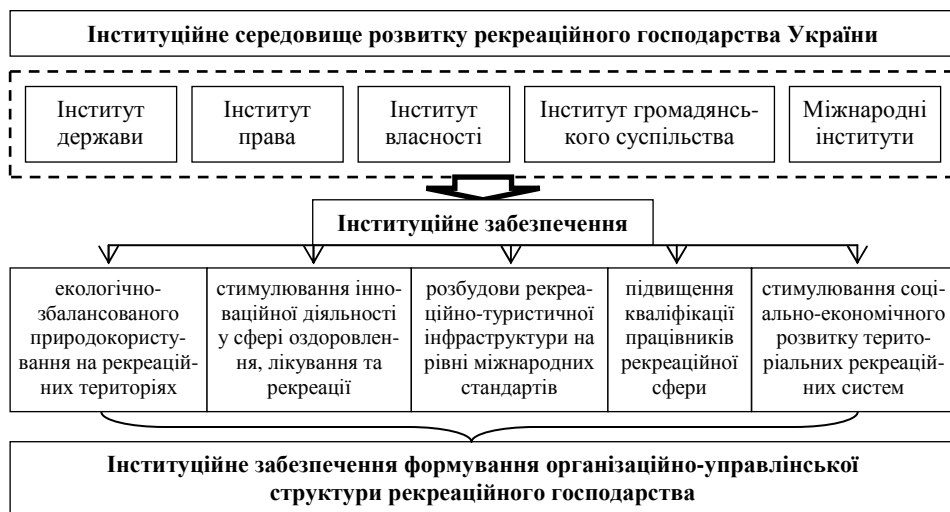 Інституційне середовище розвитку рекреаційного господарства України
Інститут
держави
Інститут
права
Інститут
власності
Інститут громадянсь-
кого суспільства
Міжнародні
інститути
Інституційне забезпечення
екологічно-
збалансованого
природокористу-
вання на рекреацій-
них територіях
стимулювання інно-
ваційної діяльності
у сфері оздоровлен-
ня, лікування та
рекреації
розбудови рекреа-
ційно-туристичної
інфраструктури на
рівні міжнародних
стандартів
підвищення
кваліфікації
працівників
рекреаційної
сфери
стимулювання соці-
ально-економічного
розвитку терито-
ріальних рекреацій-
них систем
Інституційне забезпечення формування організаційно-управлінської
структури рекреаційного господарства